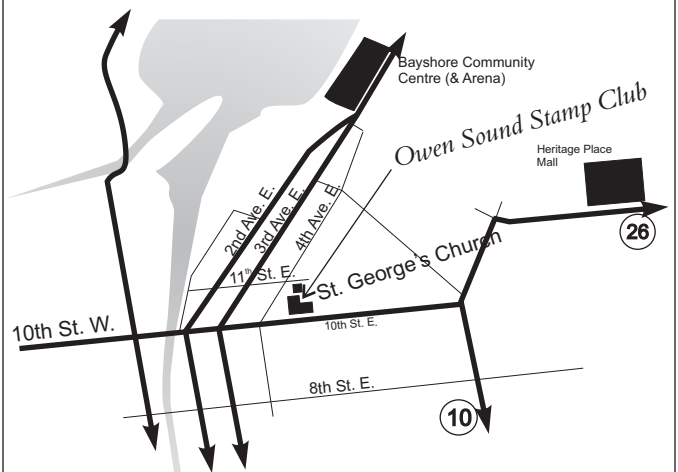 Bayshore Community
Centre (& Arena)
Owen Sound Stamp Club
Heritage Place
Mall
2nd Ave. E.
3rd Ave. E.
4th Ave. E.
26
11th St. E.
St. George's Church
10th St. W.
10th St. E.
8th St. E.
10